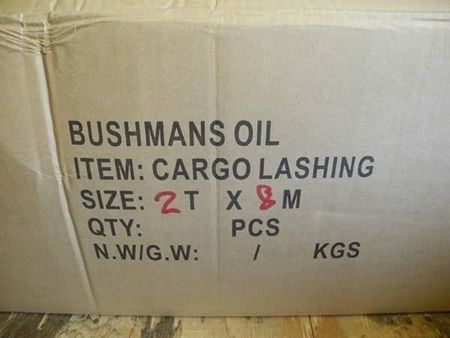 BUSHMANS OIL
ITEM: CARGO LASHING
SIZE: 2T X 8M
QTY: PCS
N.W/G.W: / KGS